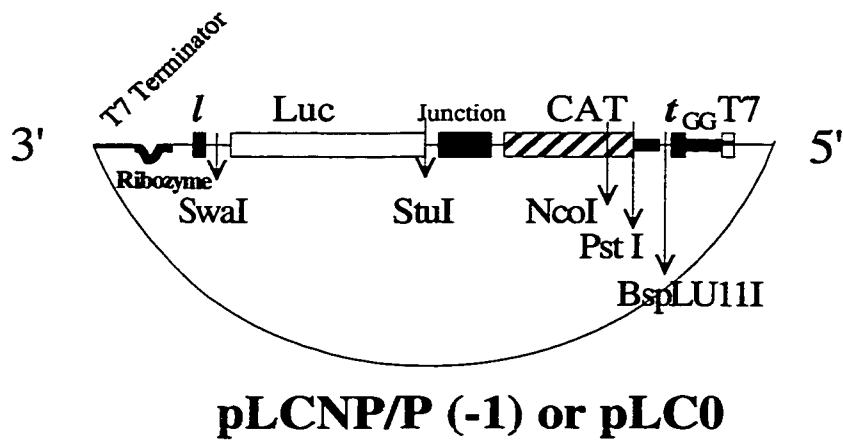 T7 Terminator
l Luc Junction CAT t GG T7
3' 5'
Ribozyme
SwaI StuI NcoI
Pst I
BspLU11I
pLCNP/P (-1) or pLC0